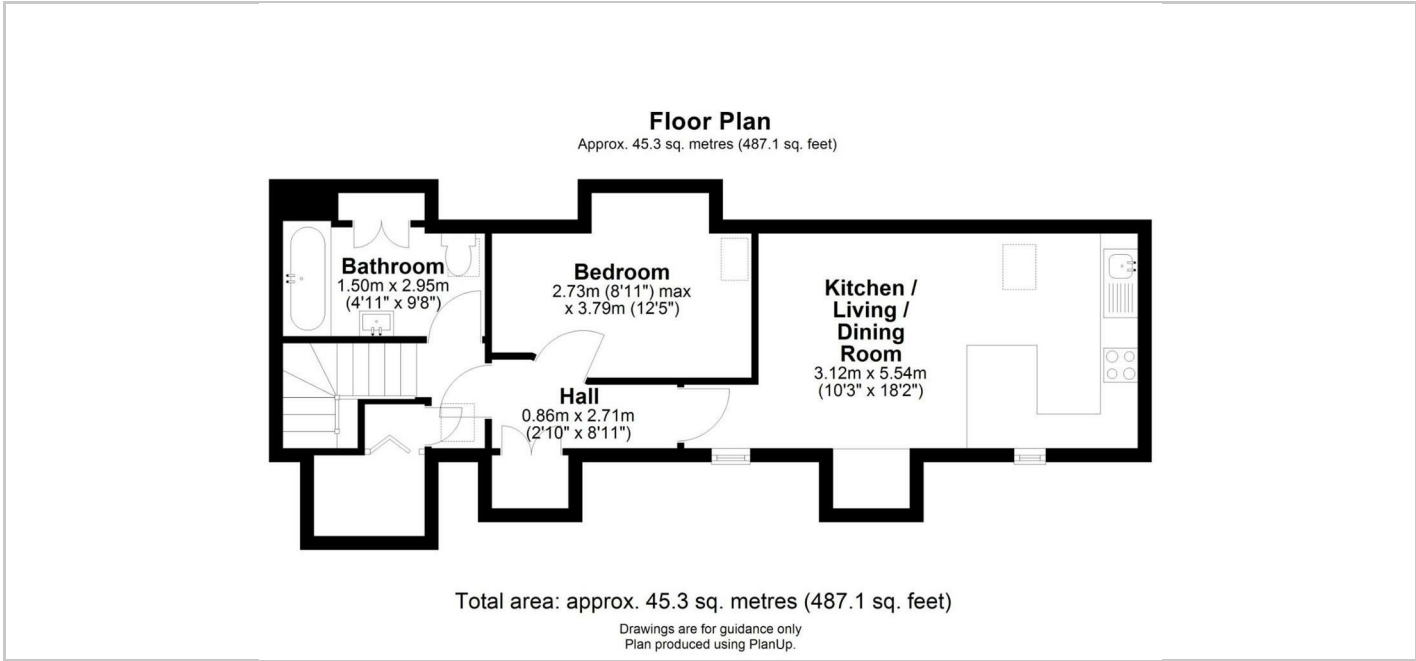 Floor Plan
Approx. 45.3 sq. metres (487.1 sq. feet)
Bathroom
1.50m x 2.95m
(4'11" x 9'8")
Bedroom
2.73m (8'11") max
x 3.79m (12'5")
Kitchen /
Living /
Dining
Room
3.12m x 5.54m
(10'3" x 18'2")
Hall
0.86m x 2.71m
(2'10" x 8'11")
Total area: approx. 45.3 sq. metres (487.1 sq. feet)
Drawings are for guidance only
Plan produced using PlanUp.